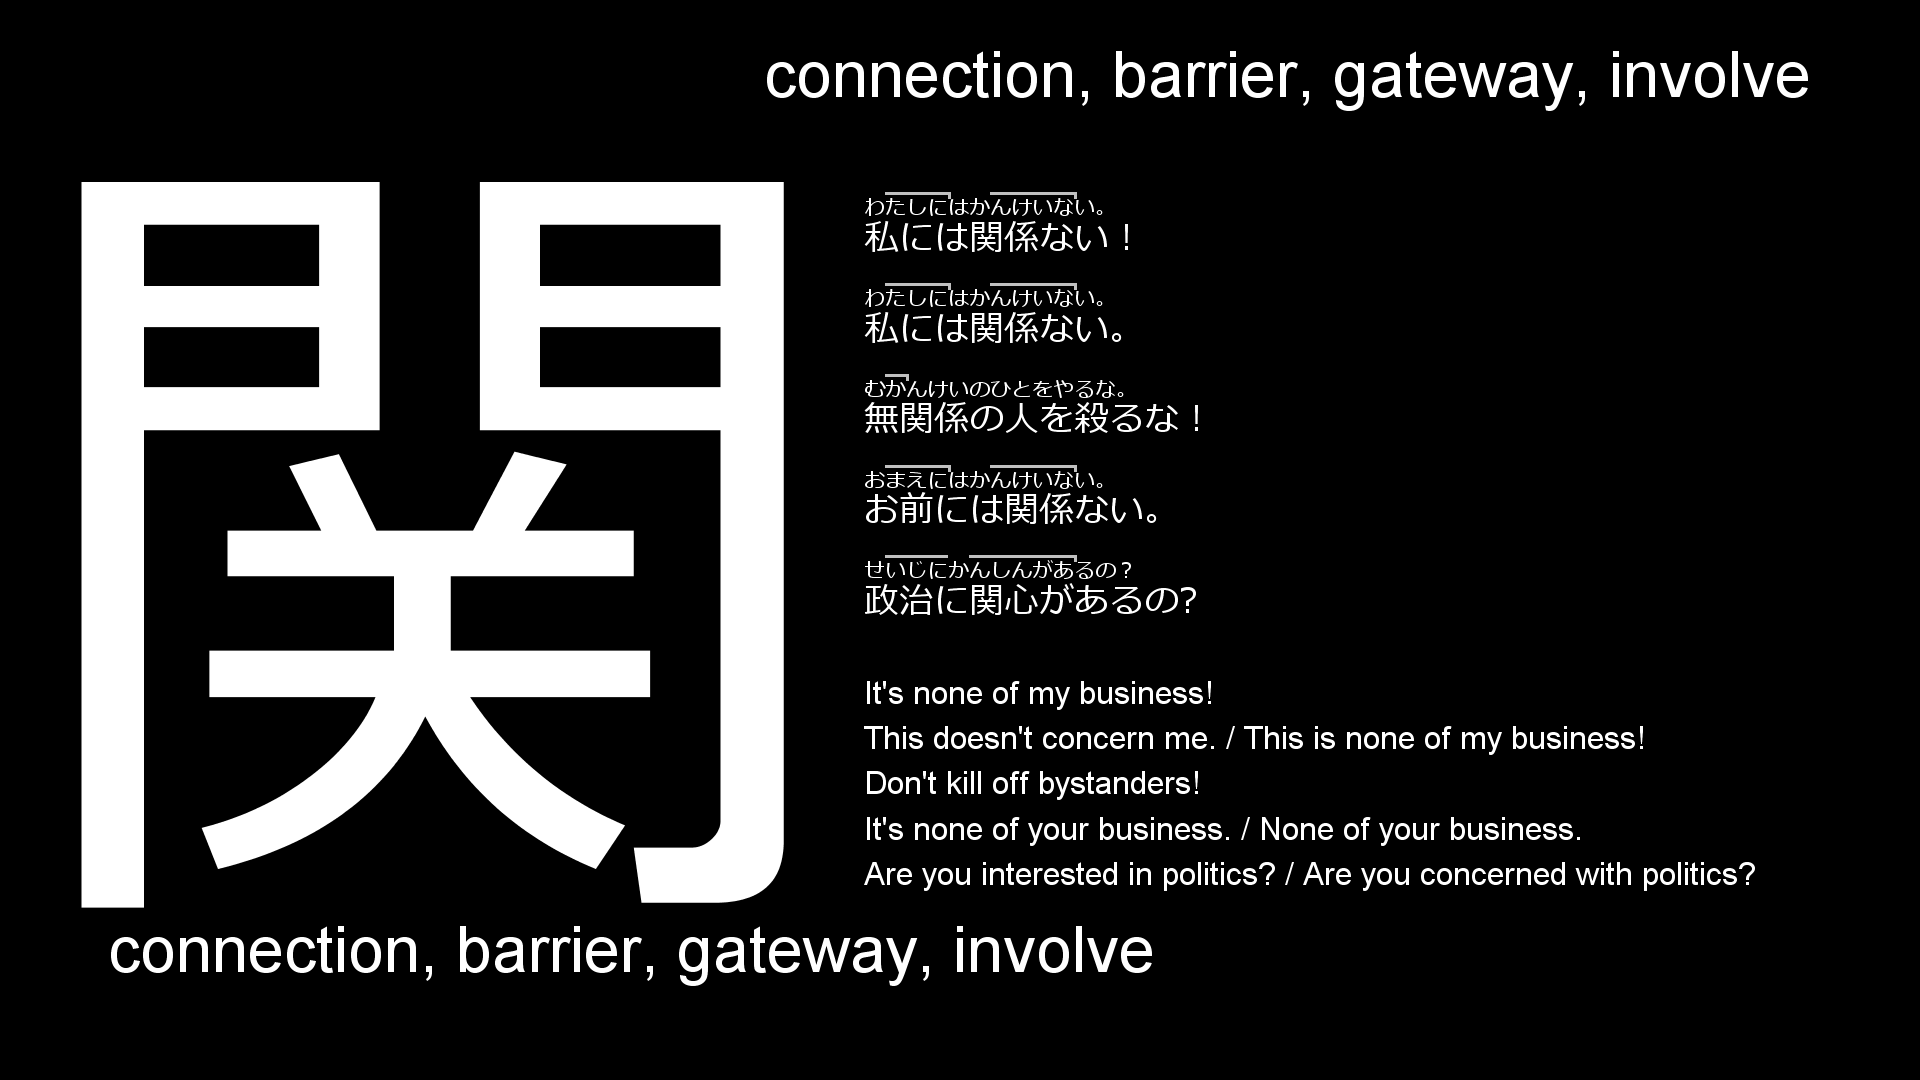 connection, barrier, gateway, involve
関
わたしにはかんけいない。
私には関係ない！
わたしにはかんけいない。
私には関係ない。
むかんけいのひとをやるな。
無関係の人を殺るな！
おまえにはかんけいない。
お前には関係ない。
せいじにかんしんがあるの？
政治に関心があるの?
It's none of my business!
This doesn't concern me. / This is none of my business!
Don't kill off bystanders!
It's none of your business. / None of your business.
Are you interested in politics? / Are you concerned with politics?
connection, barrier, gateway, involve